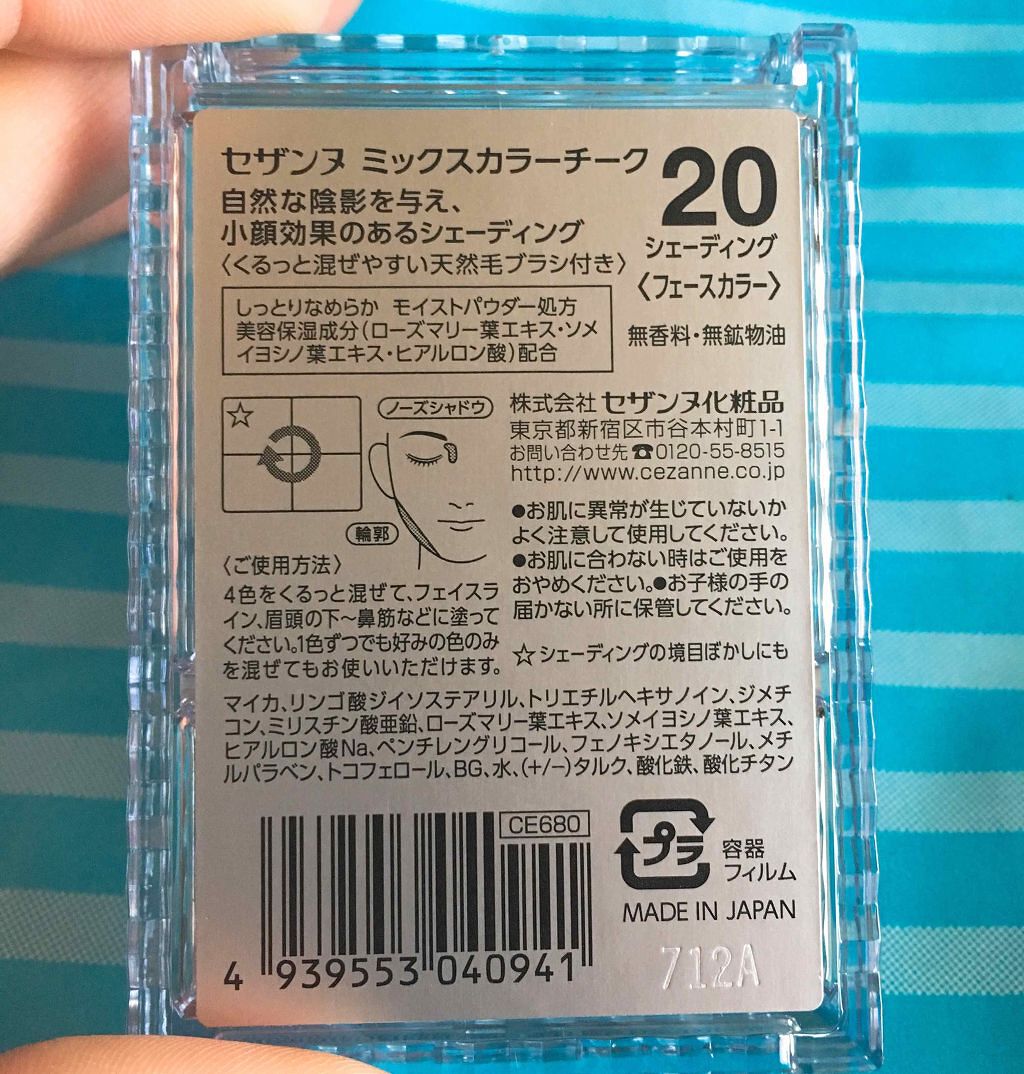 セザンヌ ミックスカラーチーク
20
自然な陰影を与え、
小顔効果のあるシェーディング
シェーディング
〈くるっと混ぜやすい天然毛ブラシ付き〉
〈フェースカラー〉
しっとりなめらか モイストパウダー処方
美容保湿成分(ローズマリー葉エキス・ソメ
イヨシノ葉エキス・ヒアルロン酸)配合
無香料・無鉱物油
☆
ノーズシャドウ
輪郭
〈ご使用方法〉
4色をくるっと混ぜて、フェイスラ
イン、眉頭の下〜鼻筋などに塗って
ください。1色ずつでも好みの色のみ
を混ぜてもお使いいただけます。
株式会社 セザンヌ化粧品
東京都新宿区市谷本村町1-1
お問い合わせ先☎0120-55-8515
http://www.cezanne.co.jp
●お肌に異常が生じていないか
よく注意して使用してください。
●お肌に合わない時はご使用を
おやめください。●お子様の手の
届かない所に保管してください。
☆シェーディングの境目ぼかしにも
マイカ、リンゴ酸ジイソステアリル、トリエチルヘキサノイン、ジメチ
コン、ミリスチン酸亜鉛、ローズマリー葉エキス、ソメイヨシノ葉エキス、
ヒアルロン酸Na、ペンチレングリコール、フェノキシエタノール、メチ
ルパラベン、トコフェロール、BG、水、(+/-)タルク、酸化鉄、酸化チタン
CE680
4 939553 040941
プラ
容器
フィルム
MADE IN JAPAN
712A